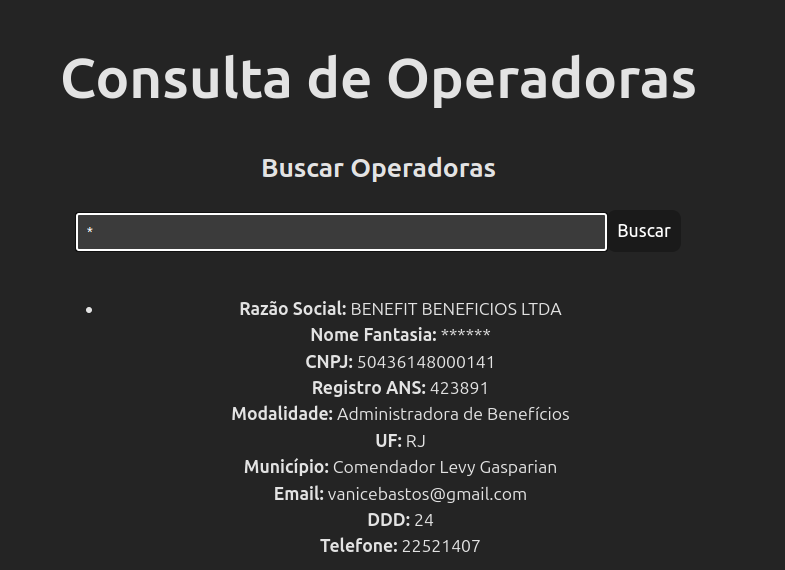 Consulta de Operadoras
Buscar Operadoras
*
Buscar
• Razão Social: BENEFIT BENEFICIOS LTDA
Nome Fantasia: ******
CNPJ: 50436148000141
Registro ANS: 423891
Modalidade: Administradora de Benefícios
UF: RJ
Município: Comendador Levy Gasparian
Email: vanicebastos@gmail.com
DDD: 24
Telefone: 22521407